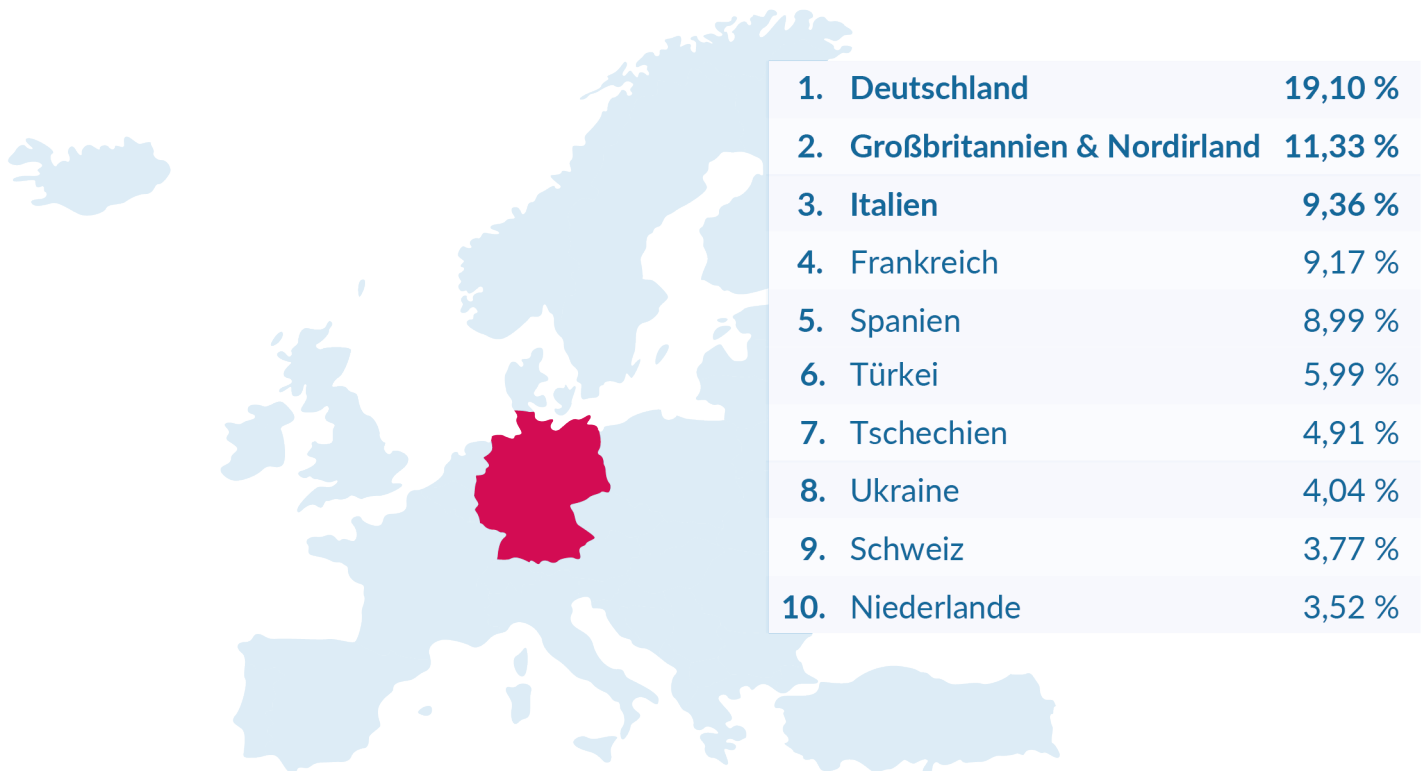 1. Deutschland 19,10 %
2. Großbritannien & Nordirland 11,33 %
3. Italien 9,36 %
4. Frankreich 9,17 %
5. Spanien 8,99 %
6. Türkei 5,99 %
7. Tschechien 4,91 %
8. Ukraine 4,04 %
9. Schweiz 3,77 %
10. Niederlande 3,52 %